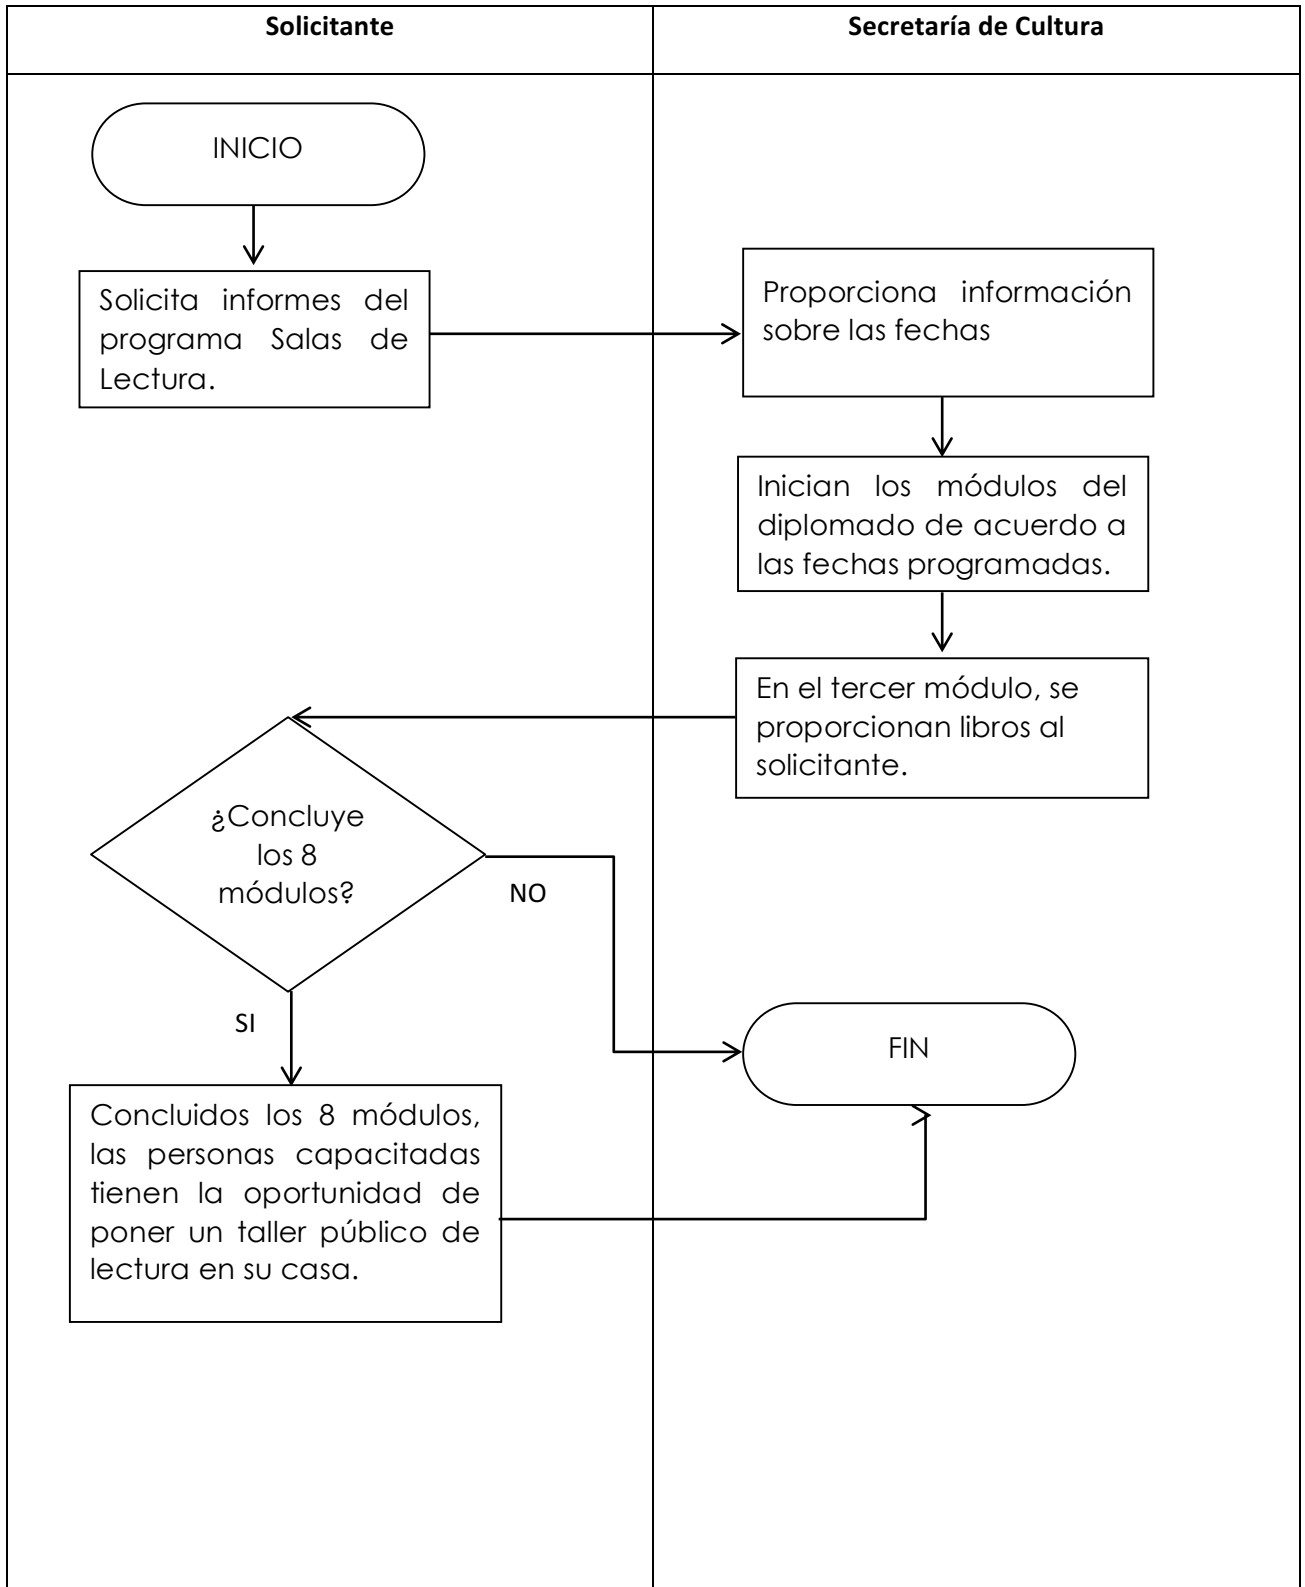 Solicitante
Secretaría de Cultura
INICIO
Solicita informes del
programa Salas de
Lectura.
Proporciona información
sobre las fechas
Inician los módulos del
diplomado de acuerdo a
las fechas programadas.
En el tercer módulo, se
proporcionan libros al
solicitante.
¿Concluye
los 8
módulos?
NO
SI
FIN
Concluidos los 8 módulos,
las personas capacitadas
tienen la oportunidad de
poner un taller público de
lectura en su casa.